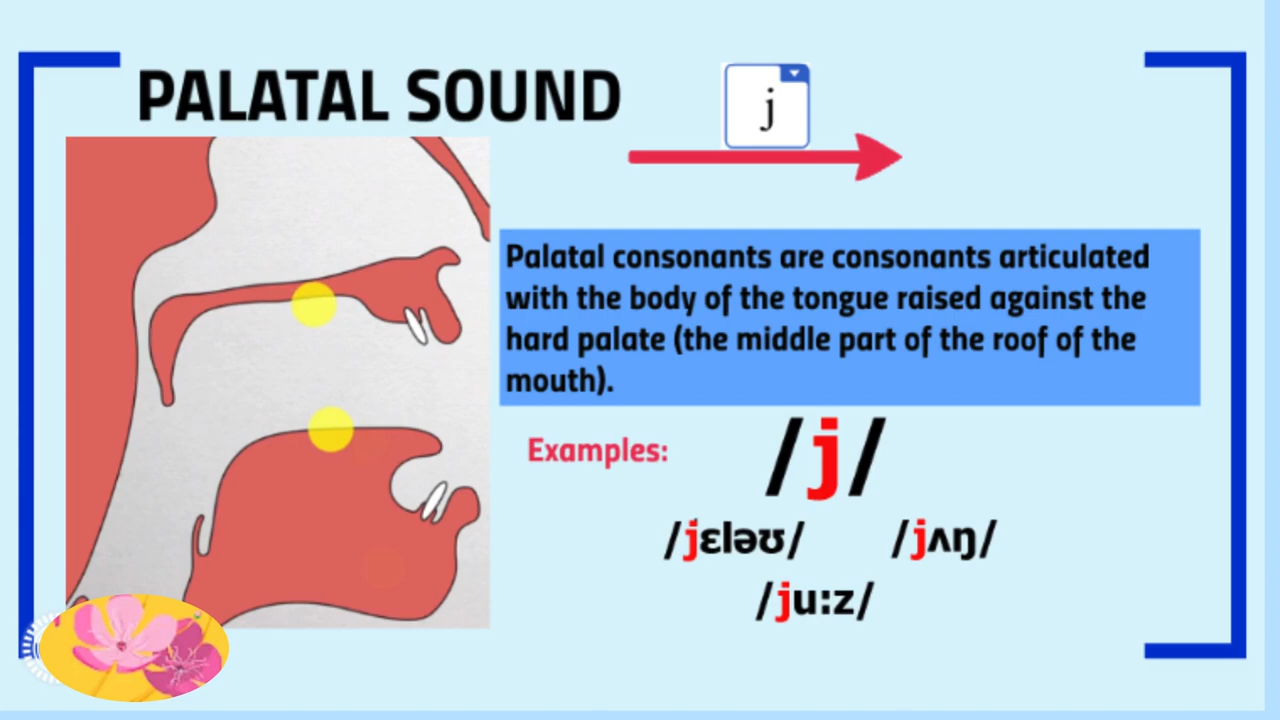 PALATAL SOUND
j
Palatal consonants are consonants articulated
with the body of the tongue raised against the
hard palate (the middle part of the roof of the
mouth).
Examples: /j/
/jɛləʊ/ /jʌŋ/
/ju:z/